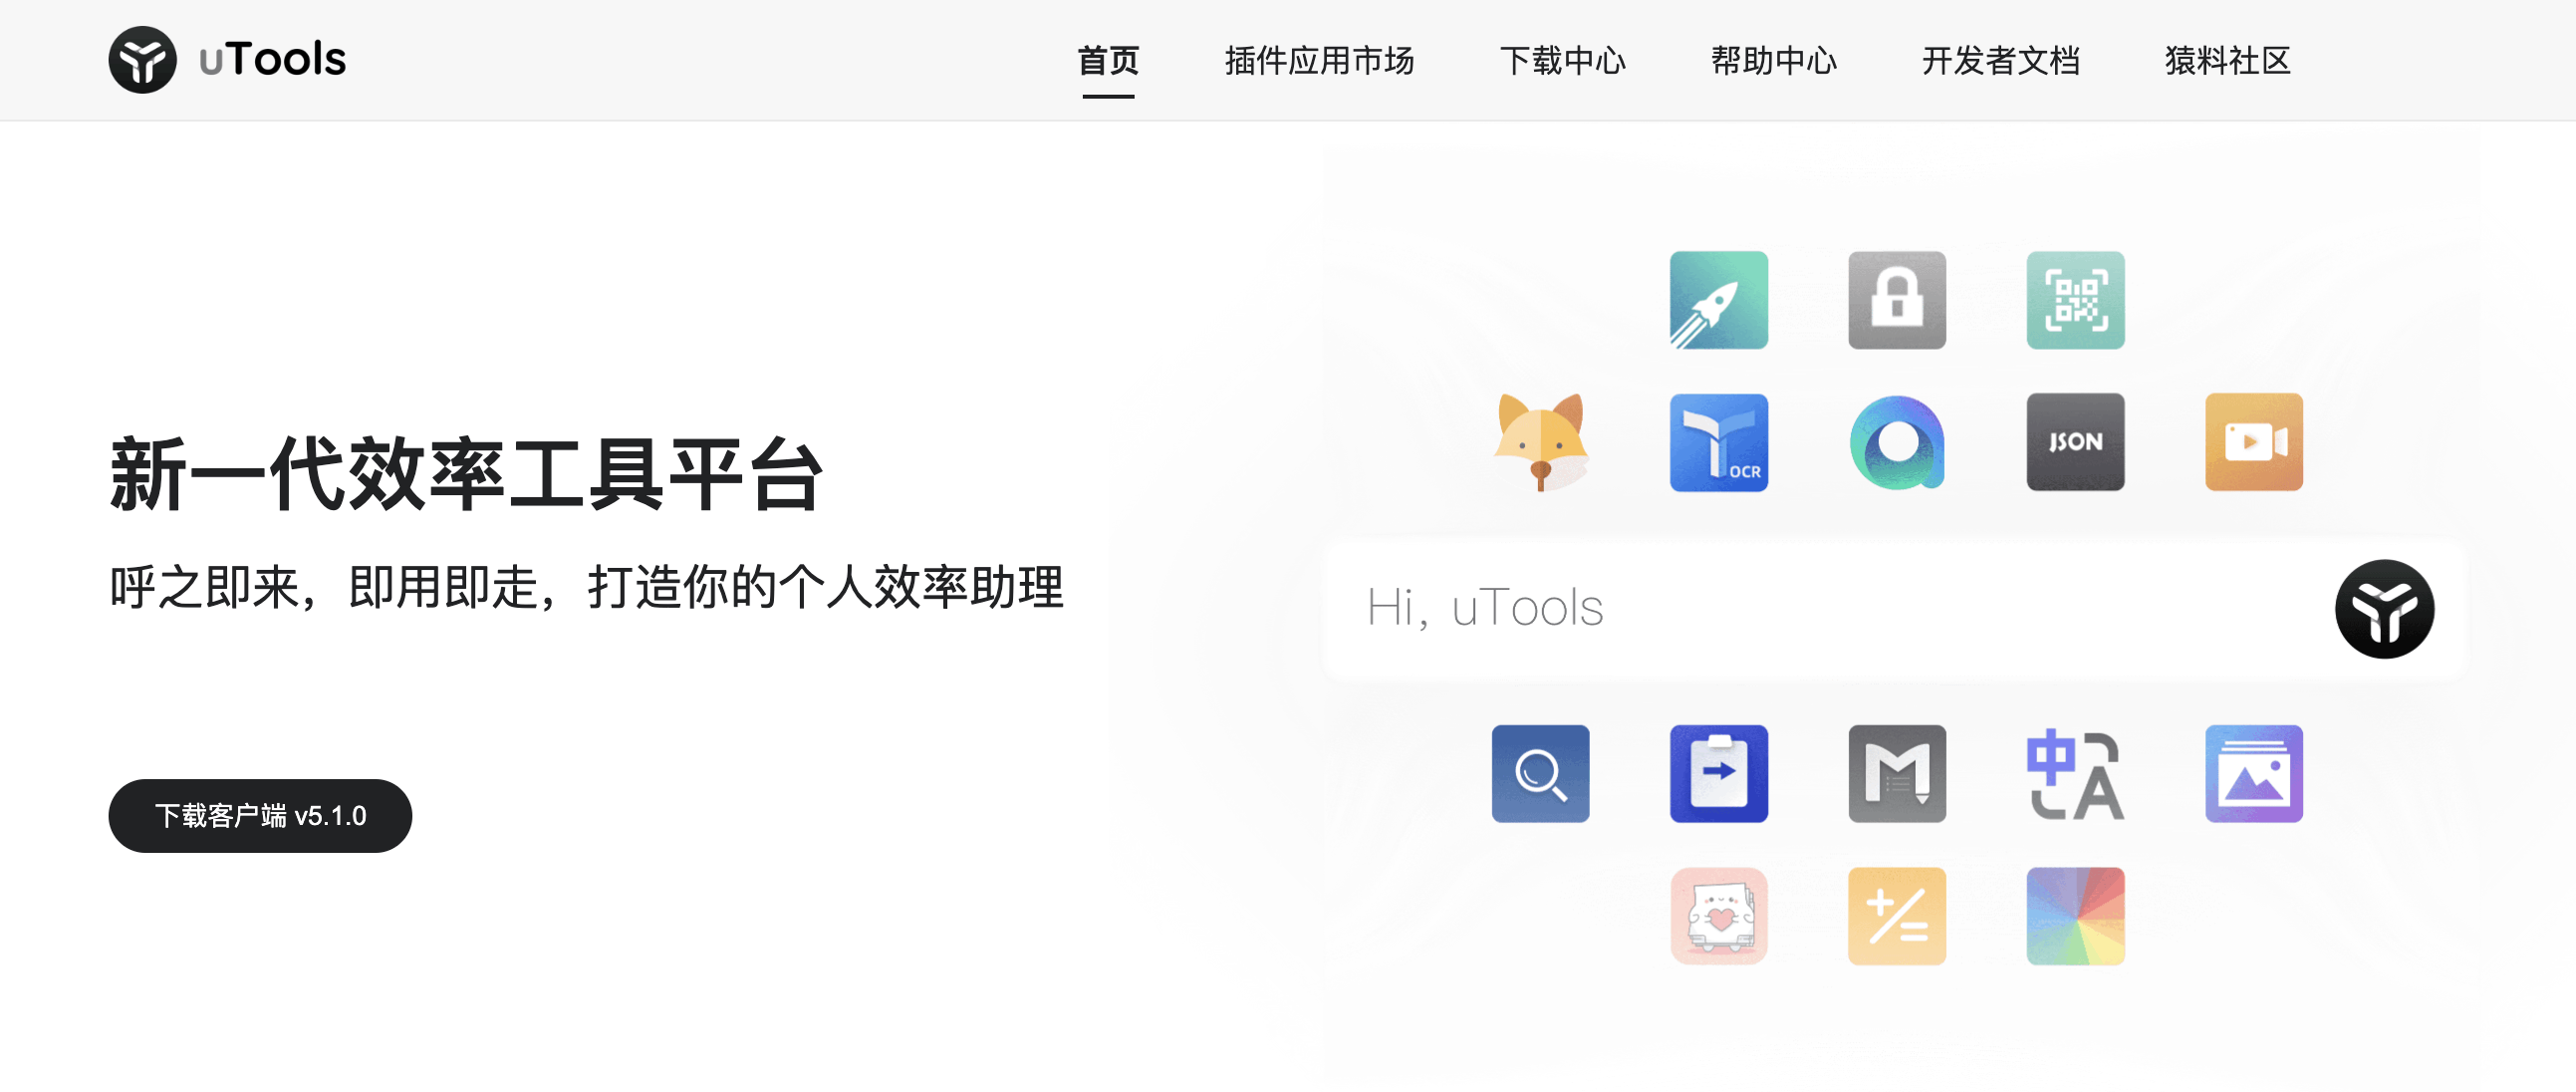 uTools
首页
插件应用市场
下载中心
帮助中心
开发者文档
猿料社区
新一代效率工具平台
呼之即来，即用即走，打造你的个人效率助理
下载客户端 v5.1.0
OCR
JSON
Hi, uTools
M
中
A